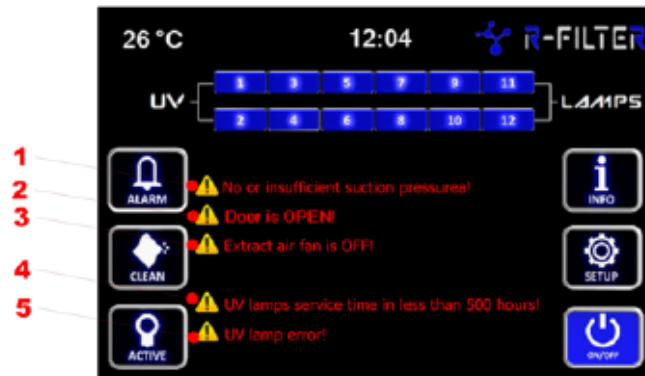 26 °C 12:04 R-FILTER
1 3 5 7 9 11
UV LAMPS
2 4 6 8 10 12
1
2
3
4
5
ALARM
No or insufficient suction pressurea!
INFO
Door is OPEN!
Extract air fan is OFF!
CLEAN
SETUP
UV lamps service time in less than 500 hours!
UV lamp error!
ACTIVE
ON/OFF